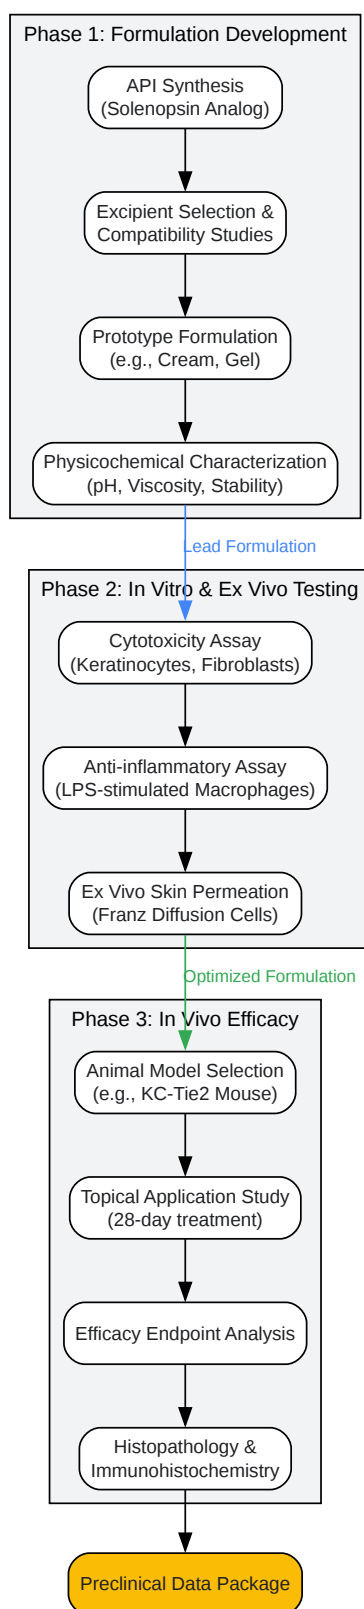 Phase 1: Formulation Development
API Synthesis
(Solenopsin Analog)
Excipient Selection &
Compatibility Studies
Prototype Formulation
(e.g., Cream, Gel)
Physicochemical Characterization
(pH, Viscosity, Stability)
Lead Formulation
Phase 2: In Vitro & Ex Vivo Testing
Cytotoxicity Assay
(Keratinocytes, Fibroblasts)
Anti-inflammatory Assay
(LPS-stimulated Macrophages)
Ex Vivo Skin Permeation
(Franz Diffusion Cells)
Optimized Formulation
Phase 3: In Vivo Efficacy
Animal Model Selection
(e.g., KC-Tie2 Mouse)
Topical Application Study
(28-day treatment)
Efficacy Endpoint Analysis
Histopathology &
Immunohistochemistry
Preclinical Data Package